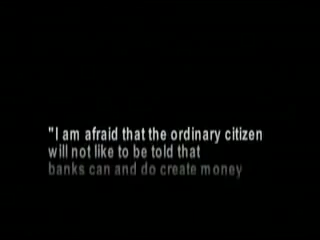 "I am afraid that the ordinary citizen
will not like to be told that
banks can and do create money